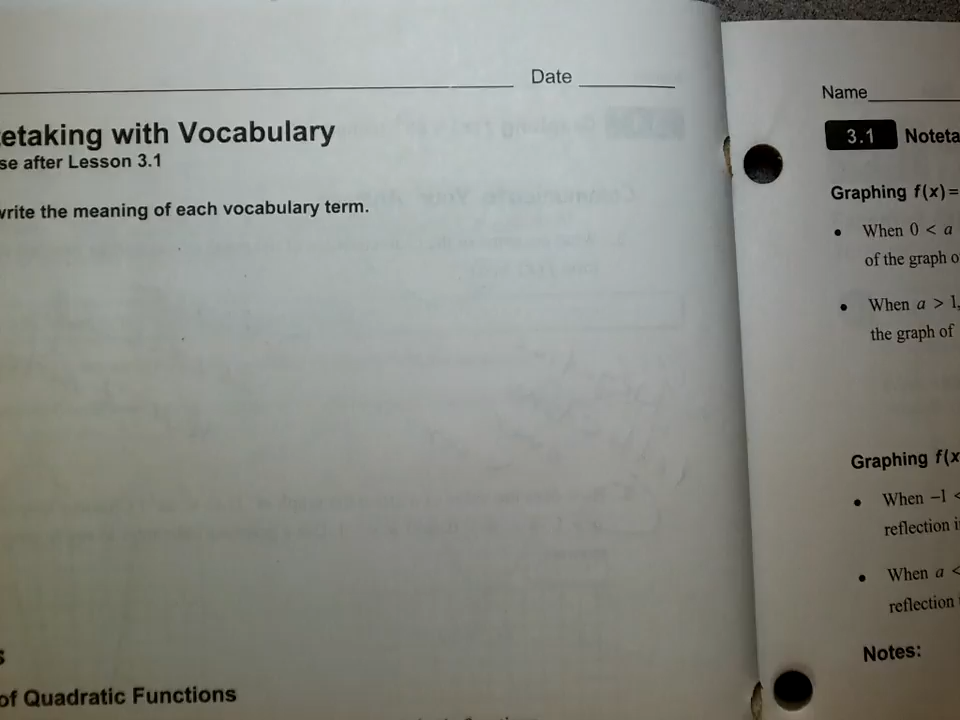 Date
etaking with Vocabulary
se after Lesson 3.1
write the meaning of each vocabulary term.
of Quadratic Functions
Name
3.1 Noteta
Graphing f(x) =
• When 0 < a
of the graph o
• When a > 1,
the graph of
Graphing f(x
• When –1 <
reflection i
• When a <
reflection
Notes: